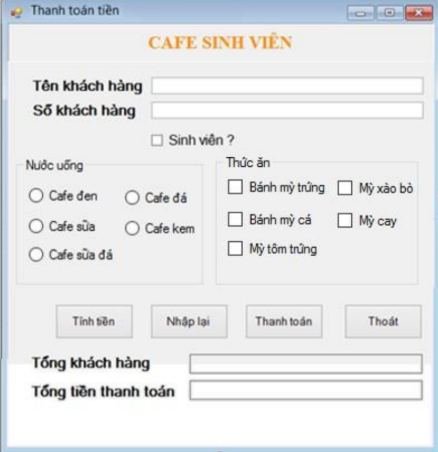 Thanh toán tiền
CAFE SINH VIÊN
Tên khách hàng
Số khách hàng
Sinh viên ?
Nước uống
Cafe đen
Cafe đá
Cafe sữa
Cafe kem
Cafe sữa đá
Thức ăn
Bánh mỳ trứng
Mỳ xào bò
Bánh mỳ cá
Mỳ cay
Mỳ tôm trứng
Tính tiền
Nhập lại
Thanh toán
Thoát
Tổng khách hàng
Tổng tiền thanh toán